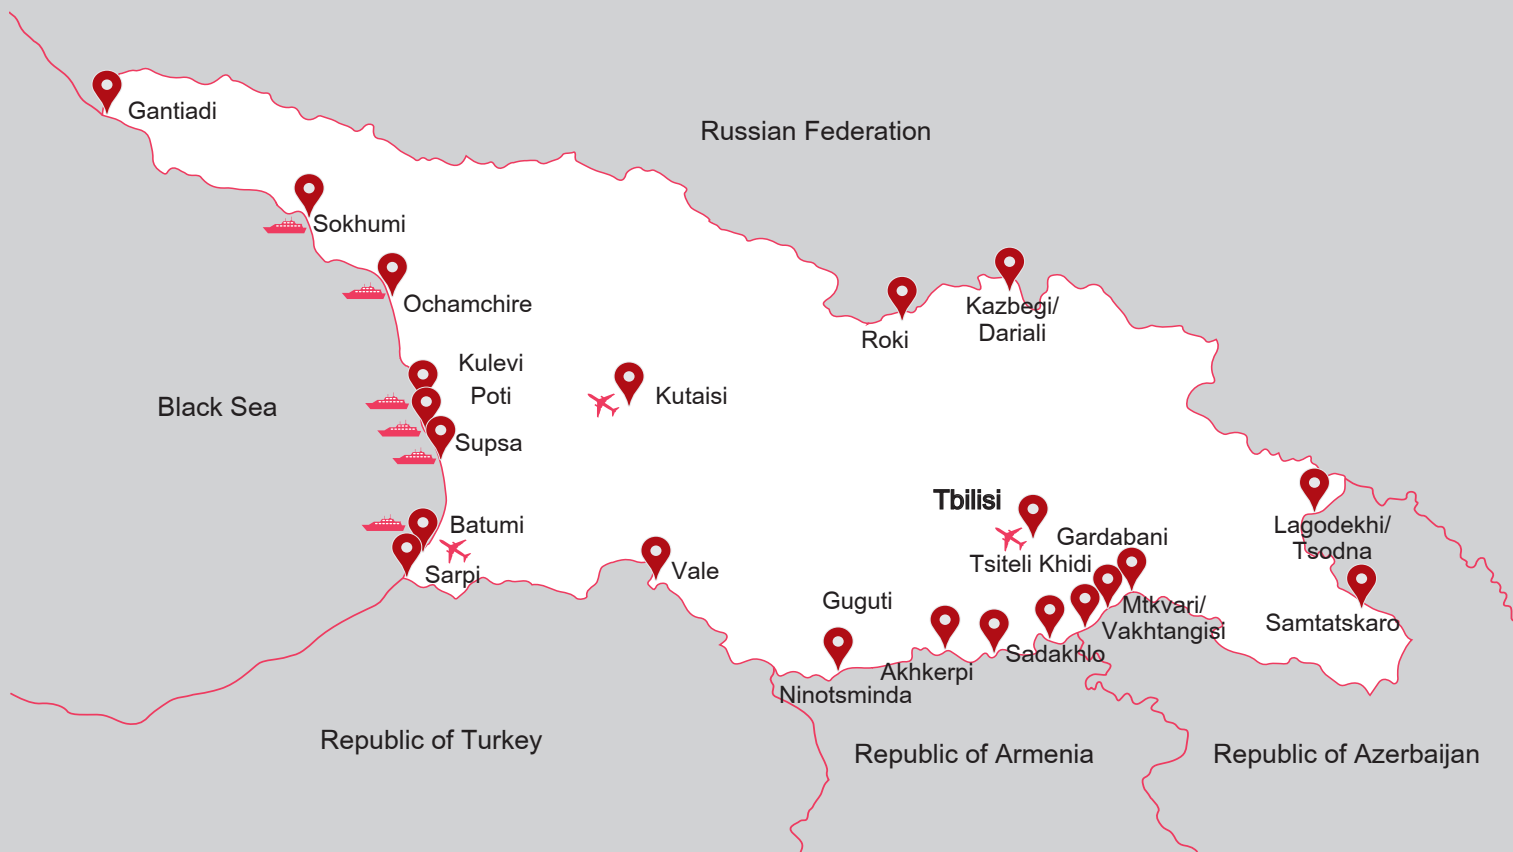 Gantiadi
Russian Federation
Sokhumi
Ochamchire
Kazbegi/
Dariali
Roki
Kulevi
Poti
Kutaisi
Black Sea
Supsa
Tbilisi
Batumi
Gardabani
Lagodekhi/
Tsodna
Tsiteli Khidi
Sarpi
Vale
Guguti
Mtkvari/
Vakhtangisi
Samtatskaro
Sadakhlo
Akhkerpi
Ninotsminda
Republic of Turkey
Republic of Armenia
Republic of Azerbaijan